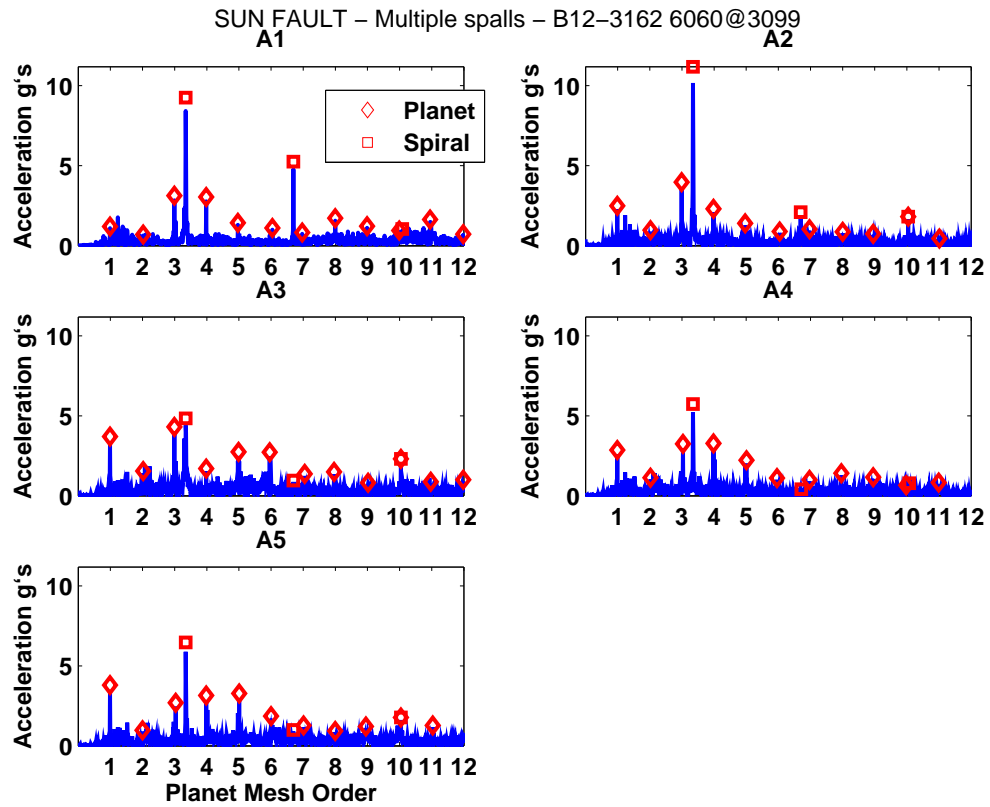 SUN FAULT – Multiple spalls – B12–3162 6060@3099
A1
A2
Acceleration g‘s
10
5
0
1 2 3 4 5 6 7 8 9 10 11 12
Planet
Spiral
Acceleration g‘s
10
5
0
1 2 3 4 5 6 7 8 9 10 11 12
A3
A4
Acceleration g‘s
10
5
0
1 2 3 4 5 6 7 8 9 10 11 12
Acceleration g‘s
10
5
0
1 2 3 4 5 6 7 8 9 10 11 12
A5
Acceleration g‘s
10
5
0
1 2 3 4 5 6 7 8 9 10 11 12
Planet Mesh Order